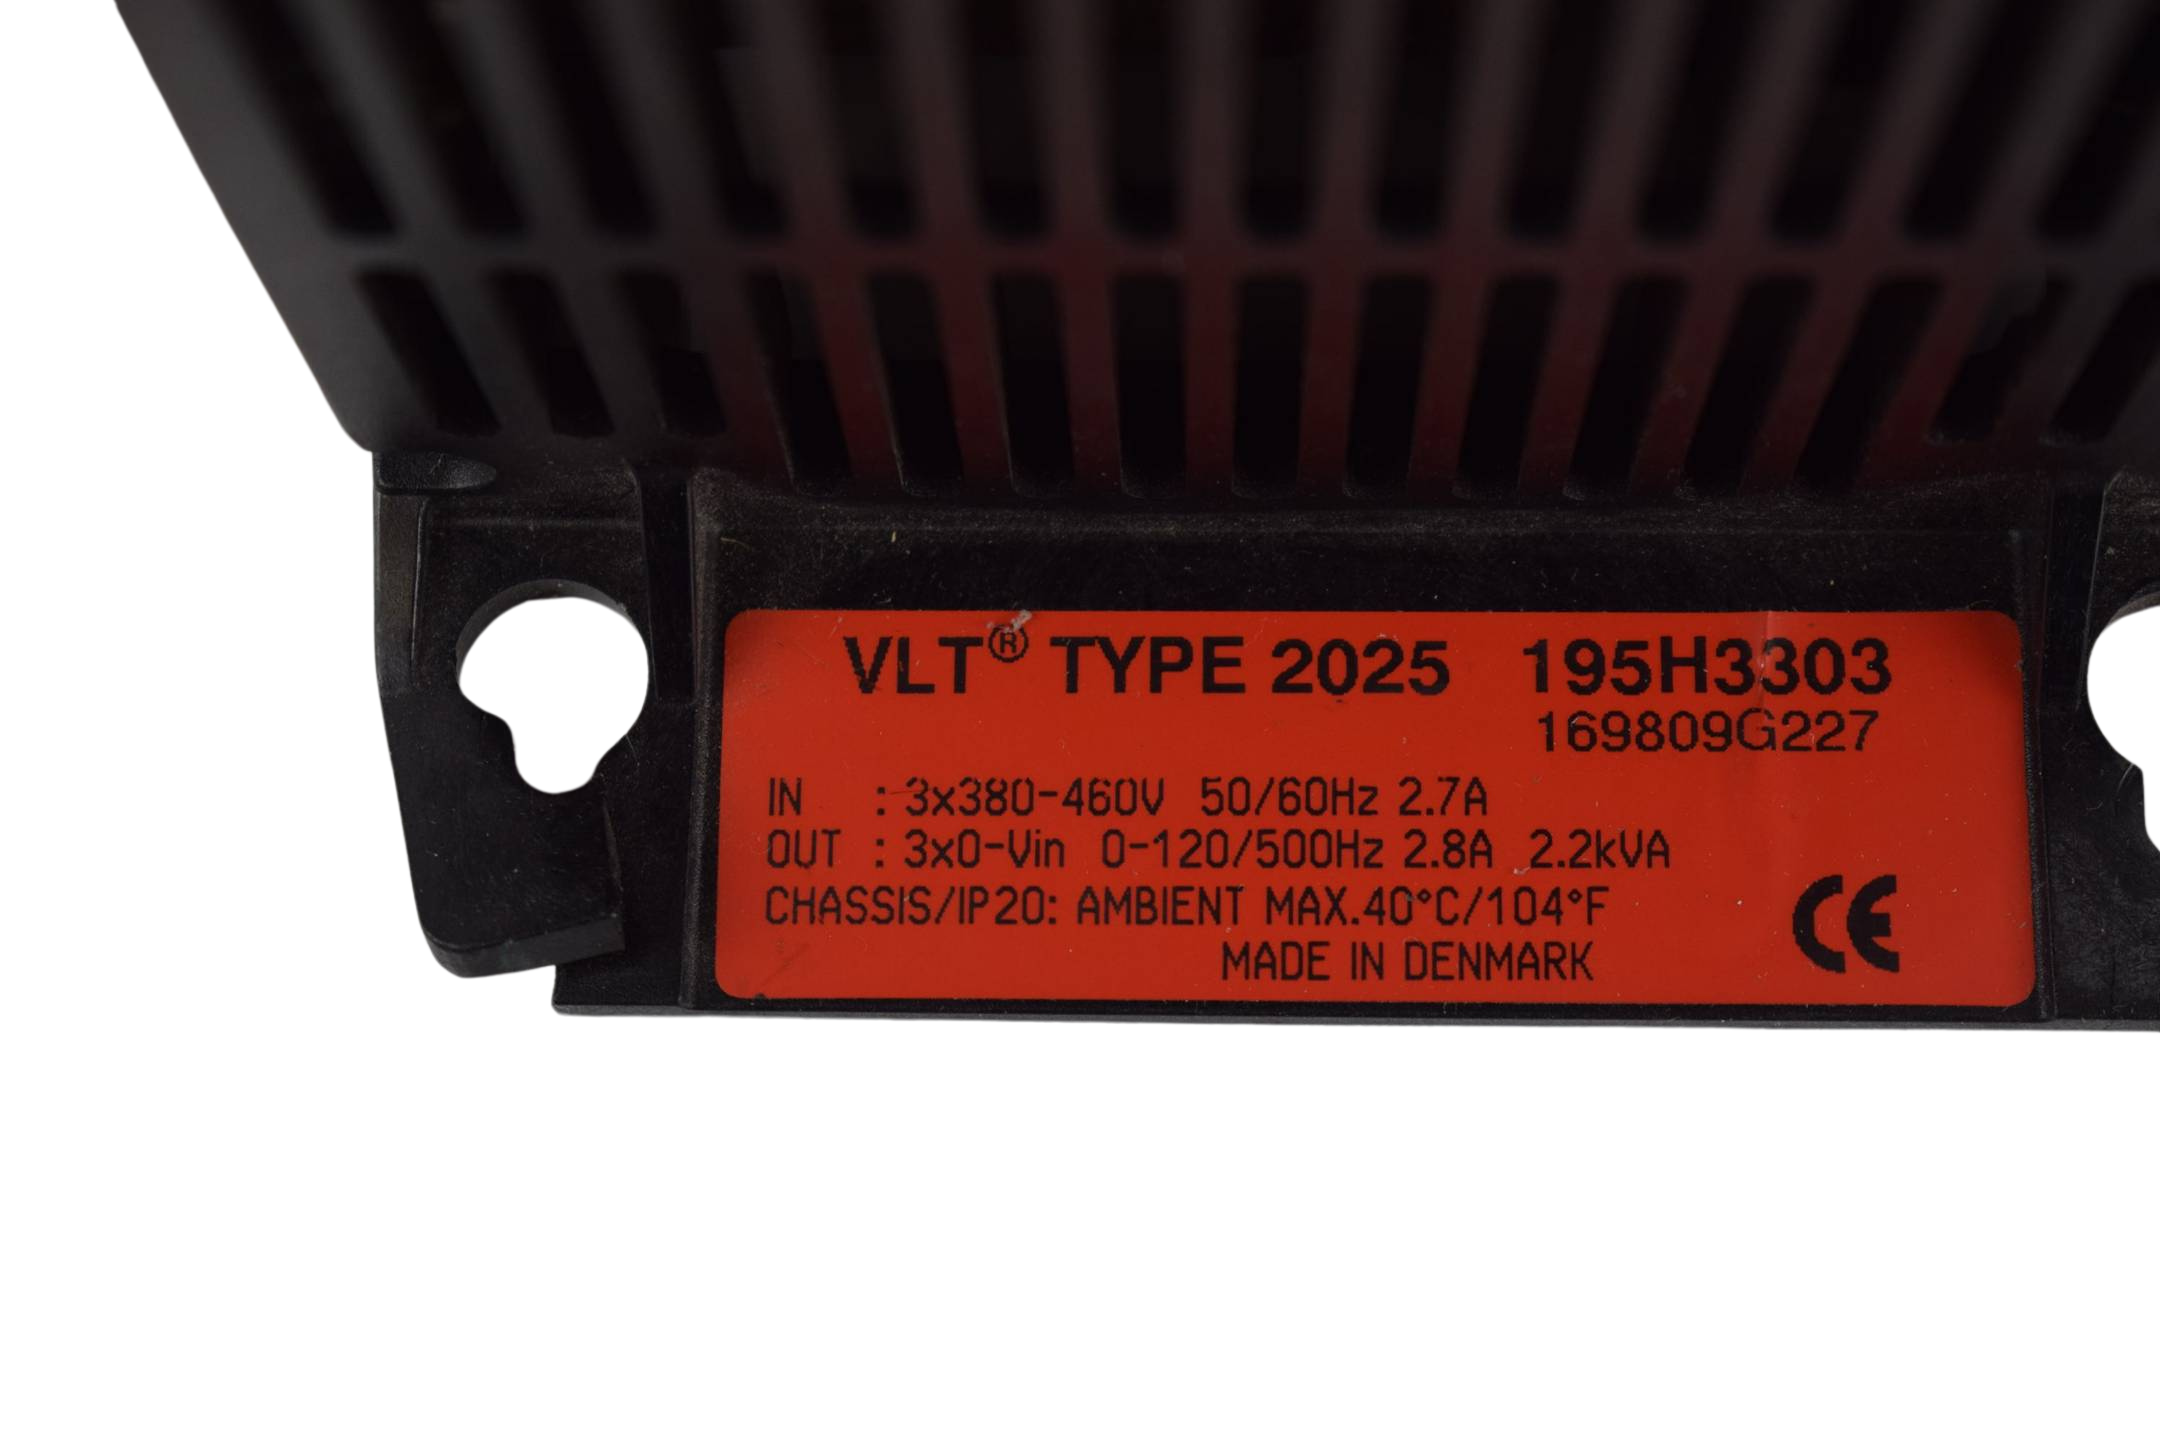 VLT® TYPE 2025 195H3303
169809G227
IN : 3x380-460V 50/60Hz 2.7A
OUT : 3x0-Vin 0-120/500Hz 2.8A 2.2kVA
CHASSIS/IP20: AMBIENT MAX.40°C/104°F
MADE IN DENMARK
CE